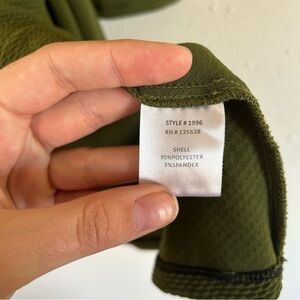 STYLE # 1996
RN # 135638
SHELL
95%POLYESTER
5%SPANDEX